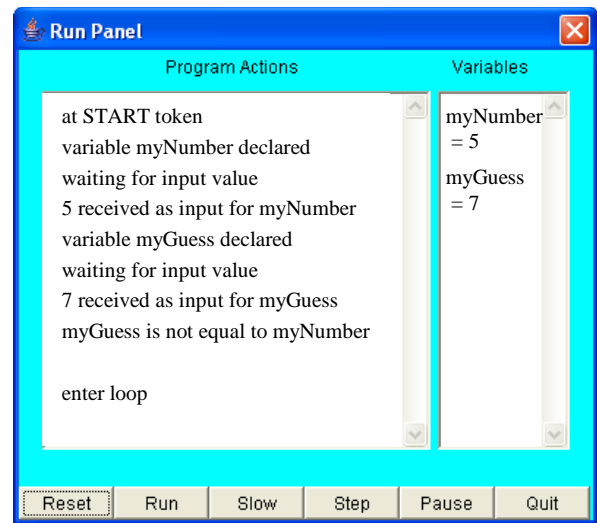 Run Panel
Program Actions
Variables
at START token
variable myNumber declared
waiting for input value
5 received as input for myNumber
variable myGuess declared
waiting for input value
7 received as input for myGuess
myGuess is not equal to myNumber
enter loop
myNumber
= 5
myGuess
= 7
Reset
Run
Slow
Step
Pause
Quit